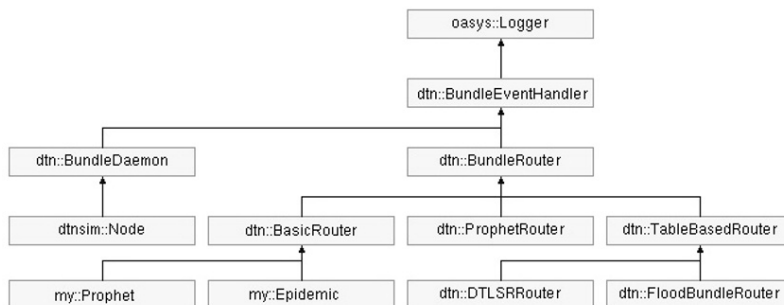 oasys::Logger
dtn::BundleEventHandler
dtn::BundleDaemon
dtn::BundleRouter
dtnsim::Node
dtn::BasicRouter
dtn::ProphetRouter
dtn::TableBasedRouter
my::Prophet
my::Epidemic
dtn::DTLSRRouter
dtn::FloodBundleRouter